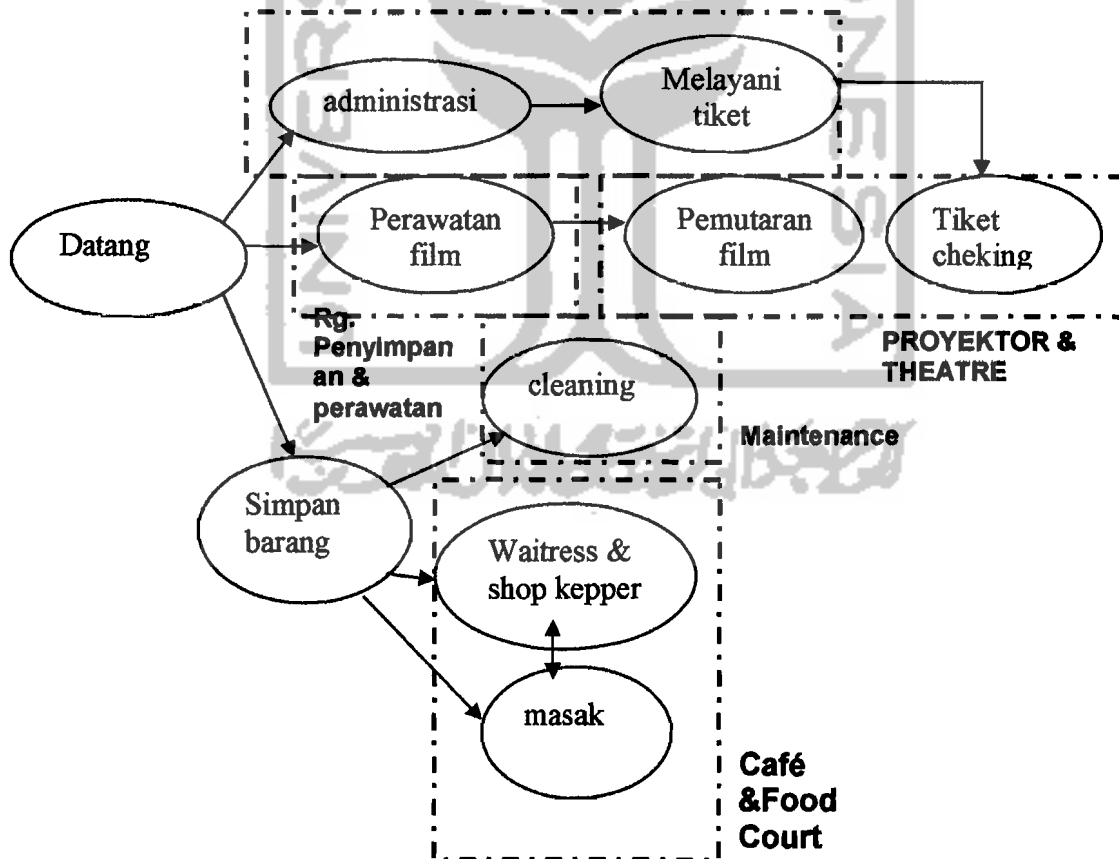 administrasi
Melayani
tiket
Datang
Perawatan
film
Pemutaran
film
Tiket
cheking
Rg.
Penyimpan
an &
perawatan
PROYEKTOR &
THEATRE
cleaning
Maintenance
Simpan
barang
Waitress &
shop kepper
masak
Café
&Food
Court